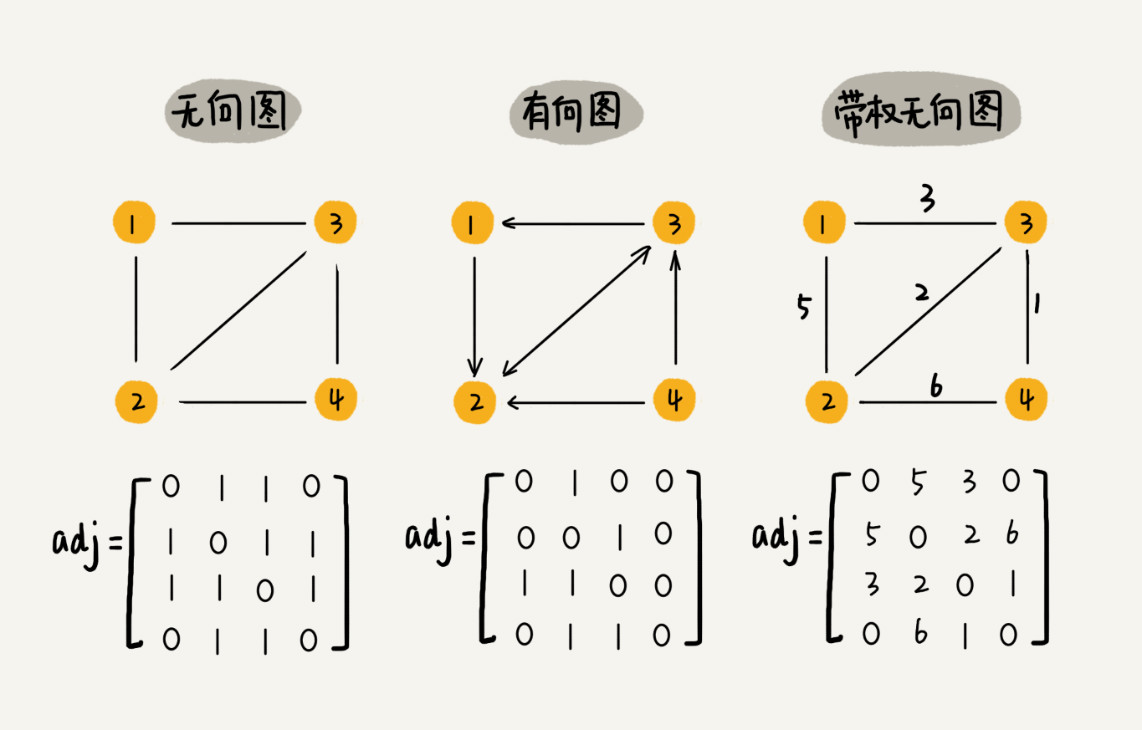 无向图
有向图
带权无向图
1 3
2 4
1 3
2 4
1 3 3
5 2 1
2 6 4
adj=
0 1 1 0
1 0 1 1
1 1 0 1
0 1 1 0
adj=
0 1 0 0
0 0 1 0
1 1 0 0
0 1 1 0
adj=
0 5 3 0
5 0 2 6
3 2 0 1
0 6 1 0